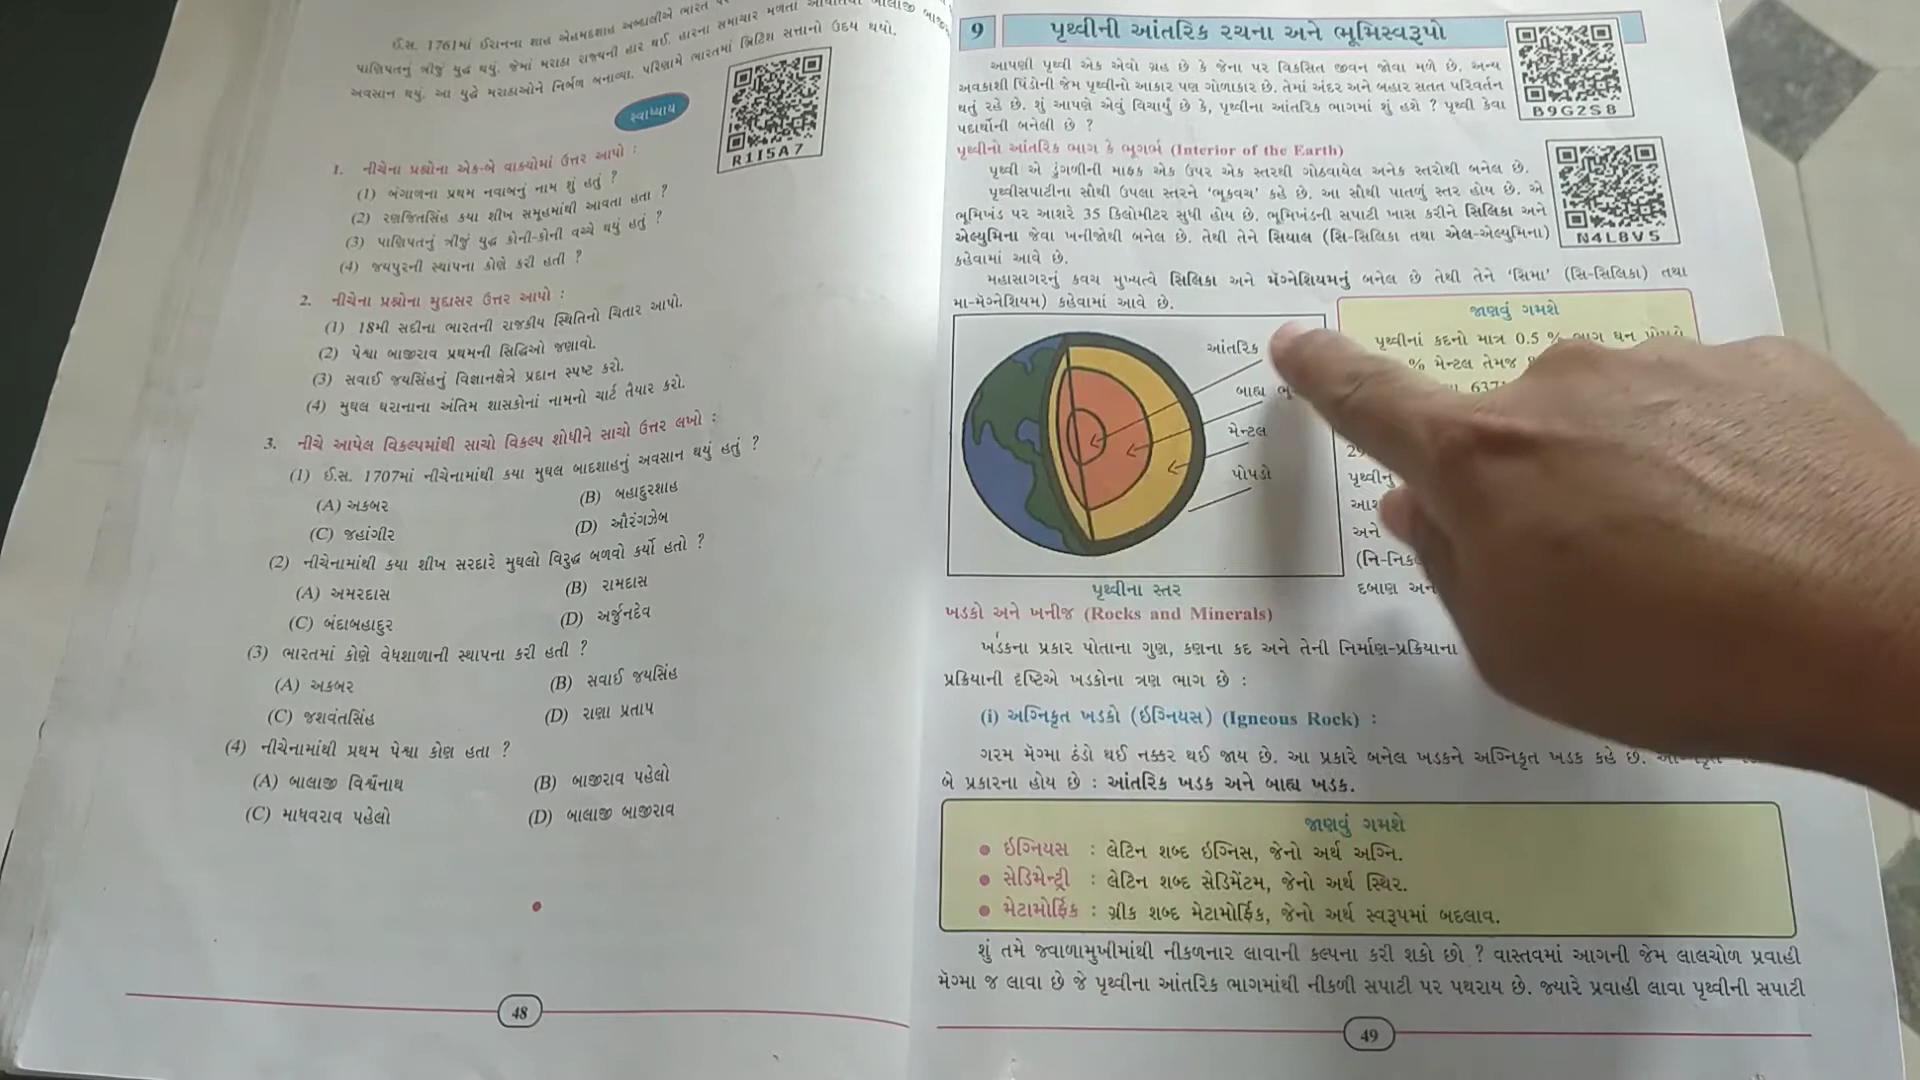 ઈ.સ. 1761માં ઈરાનના શાહ એહમદશાહ અબ્દાલીએ ભારત પર
પાણિપતનું ત્રીજું યુદ્ધ થયું. જેમાં મરાઠા રાજ્યની હાર થઈ. હારના સમાચાર મળતાં
અવસાન થયું. આ યુદ્ધે મરાઠાઓને નિર્બળ બનાવ્યા. પરિણામે ભારતમાં બ્રિટિશ સત્તાનો ઉદય થયો.
સ્વાધ્યાય
R1I5A7
1. નીચેના પ્રશ્નોના એક-બે વાક્યોમાં ઉત્તર આપો :
(1) બંગાળના પ્રથમ નવાબનું નામ શું હતું ?
(2) રણજિતસિંહ કયા શીખ સમૂહમાંથી આવતા હતા ?
(3) પાણિપતનું ત્રીજું યુદ્ધ કોની-કોની વચ્ચે થયું હતું ?
(4) જયપુરની સ્થાપના કોણે કરી હતી ?
2. નીચેના પ્રશ્નોના મુદ્દાસર ઉત્તર આપો :
(1) 18મી સદીના ભારતની રાજકીય સ્થિતિનો ચિતાર આપો.
(2) પેશ્વા બાજીરાવ પ્રથમની સિદ્ધિઓ જણાવો.
(3) સવાઈ જયસિંહનું વિજ્ઞાનક્ષેત્રે પ્રદાન સ્પષ્ટ કરો.
(4) મુઘલ ઘરાનાના અંતિમ શાસકોનાં નામનો ચાર્ટ તૈયાર કરો.
3. નીચે આપેલ વિકલ્પમાંથી સાચો વિકલ્પ શોધીને સાચો ઉત્તર લખો :
(1) ઈ.સ. 1707માં નીચેનામાંથી કયા મુઘલ બાદશાહનું અવસાન થયું હતું ?
(A) અકબર (B) બહાદુરશાહ
(C) જહાંગીર (D) ઔરંગઝેબ
(2) નીચેનામાંથી કયા શીખ સરદારે મુઘલો વિરુદ્ધ બળવો કર્યો હતો ?
(A) અમરદાસ (B) રામદાસ
(C) બંદાબહાદુર (D) અર્જુનદેવ
(3) ભારતમાં કોણે વેધશાળાની સ્થાપના કરી હતી ?
(A) અકબર (B) સવાઈ જયસિંહ
(C) જશવંતસિંહ (D) રાણા પ્રતાપ
(4) નીચેનામાંથી પ્રથમ પેશ્વા કોણ હતા ?
(A) બાલાજી વિશ્વનાથ (B) બાજીરાવ પહેલો
(C) માધવરાવ પહેલો (D) બાલાજી બાજીરાવ
48
9 પૃથ્વીની આંતરિક રચના અને ભૂમિસ્વરૂપો
આપણી પૃથ્વી એક એવો ગ્રહ છે કે જેના પર વિકસિત જીવન જોવા મળે છે. અન્ય
અવકાશી પિંડોની જેમ પૃથ્વીનો આકાર પણ ગોળાકાર છે. તેમાં અંદર અને બહાર સતત પરિવર્તન
થતું રહે છે. શું આપણે એવું વિચાર્યું છે કે, પૃથ્વીના આંતરિક ભાગમાં શું હશે ? પૃથ્વી કેવા
પદાર્થોની બનેલી છે ?
B9G2S8
પૃથ્વીનો આંતરિક ભાગ કે ભૂગર્ભ (Interior of the Earth)
પૃથ્વી એ ડુંગળીની માફક એક ઉપર એક સ્તરથી ગોઠવાયેલ અનેક સ્તરોથી બનેલ છે.
પૃથ્વીસપાટીના સૌથી ઉપલા સ્તરને ‘ભૂકવચ’ કહે છે. આ સૌથી પાતળું સ્તર હોય છે. એ
ભૂમિખંડ પર આશરે 35 કિલોમીટર સુધી હોય છે. ભૂમિખંડની સપાટી ખાસ કરીને સિલિકા અને
એલ્યુમિના જેવા ખનીજોથી બનેલ છે. તેથી તેને સિયાલ (સિ-સિલિકા તથા એલ-એલ્યુમિના)
કહેવામાં આવે છે.
N4L8V5
મહાસાગરનું કવચ મુખ્યત્વે સિલિકા અને મૅગ્નેશિયમનું બનેલ છે તેથી તેને ‘સિમા’ (સિ-સિલિકા) તથા
મા-મૅગ્નેશિયમ) કહેવામાં આવે છે.
આંતરિક
બાહ્ય
મેન્ટલ
પોપડો
પૃથ્વીના સ્તર
જાણવું ગમશે
પૃથ્વીનાં કદનો માત્ર 0.5 % ભાગ ઘન
% મેન્ટલ તેમજ
પૃથ્વીનું
અને
દબાણ
ખડકો અને ખનીજ (Rocks and Minerals)
ખડકના પ્રકાર પોતાના ગુણ, કણના કદ અને તેની નિર્માણ-પ્રક્રિયાના
પ્રક્રિયાની દૃષ્ટિએ ખડકોના ત્રણ ભાગ છે :
(i) અગ્નિકૃત ખડકો (ઇગ્નિયસ) (Igneous Rock) :
ગરમ મૅગ્મા ઠંડો થઈ નક્કર થઈ જાય છે. આ પ્રકારે બનેલ ખડકને અગ્નિકૃત ખડક કહે છે.
બે પ્રકારના હોય છે : આંતરિક ખડક અને બાહ્ય ખડક.
જાણવું ગમશે
● ઇગ્નિયસ : લેટિન શબ્દ ઇગ્નિસ, જેનો અર્થ અગ્નિ.
● સેડિમેન્ટ્રી : લેટિન શબ્દ સેડિમેંટમ, જેનો અર્થ સ્થિર.
● મેટામોર્ફિક : ગ્રીક શબ્દ મેટામોર્ફિક, જેનો અર્થ સ્વરૂપમાં બદલાવ.
શું તમે જ્વાળામુખીમાંથી નીકળનાર લાવાની કલ્પના કરી શકો છો ? વાસ્તવમાં આગની જેમ લાલચોળ પ્રવાહી
મૅગ્મા જ લાવા છે જે પૃથ્વીના આંતરિક ભાગમાંથી નીકળી સપાટી પર પથરાય છે. જ્યારે પ્રવાહી લાવા પૃથ્વીની સપાટી
49